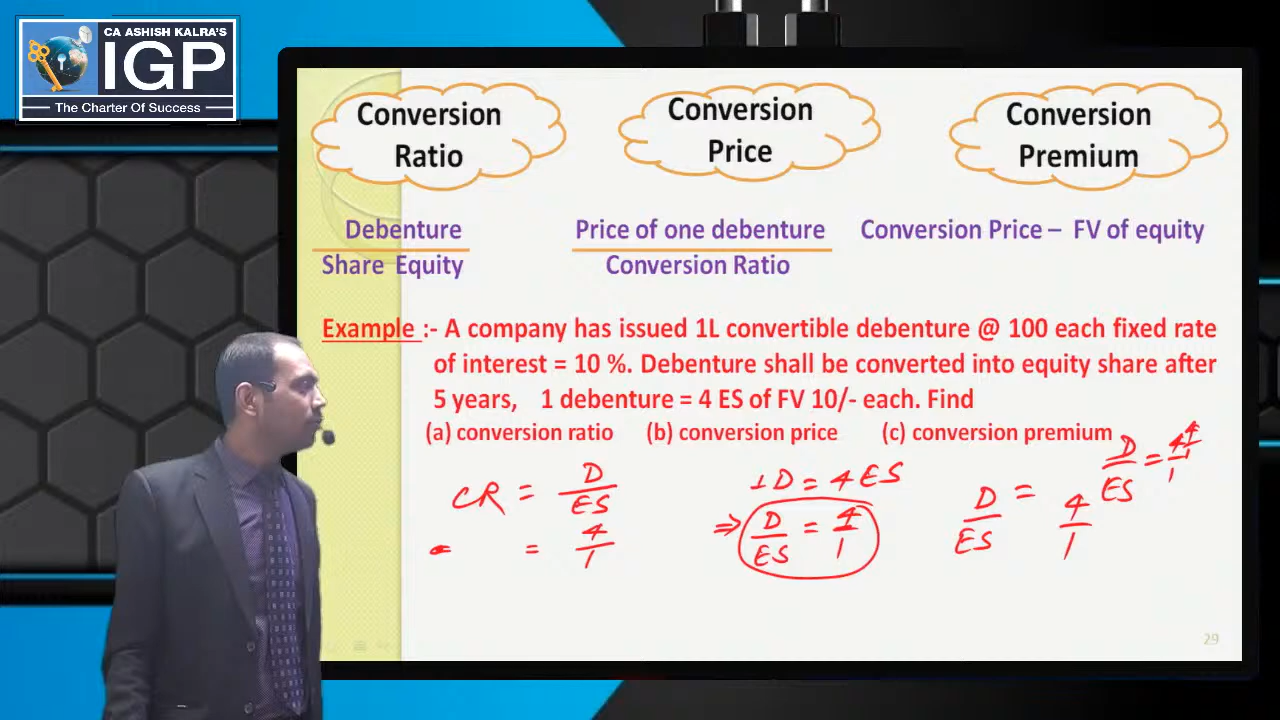 CA ASHISH KALRA'S
IGP
The Charter Of Success
Conversion
Ratio
Conversion
Price
Conversion
Premium
Debenture
Share Equity
Price of one debenture
Conversion Ratio
Conversion Price – FV of equity
Example :- A company has issued 1L convertible debenture @ 100 each fixed rate
of interest = 10 %. Debenture shall be converted into equity share after
5 years, 1 debenture = 4 ES of FV 10/- each. Find
(a) conversion ratio (b) conversion price (c) conversion premium
CR = D/ES
= 4/1
1D = 4 ES
⇒ D/ES = 4/1
D/ES = 4/1
D/ES = 4/1
29